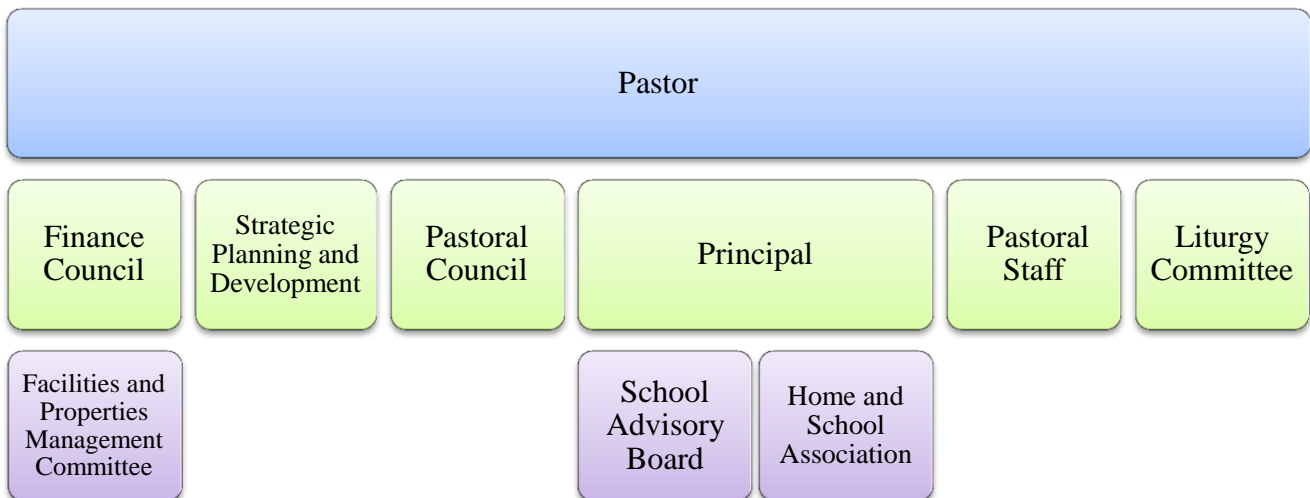 Pastor
Finance
Council
Strategic
Planning and
Development
Pastoral
Council
Principal
Pastoral
Staff
Liturgy
Committee
Facilities and
Properties
Management
Committee
School
Advisory
Board
Home and
School
Association